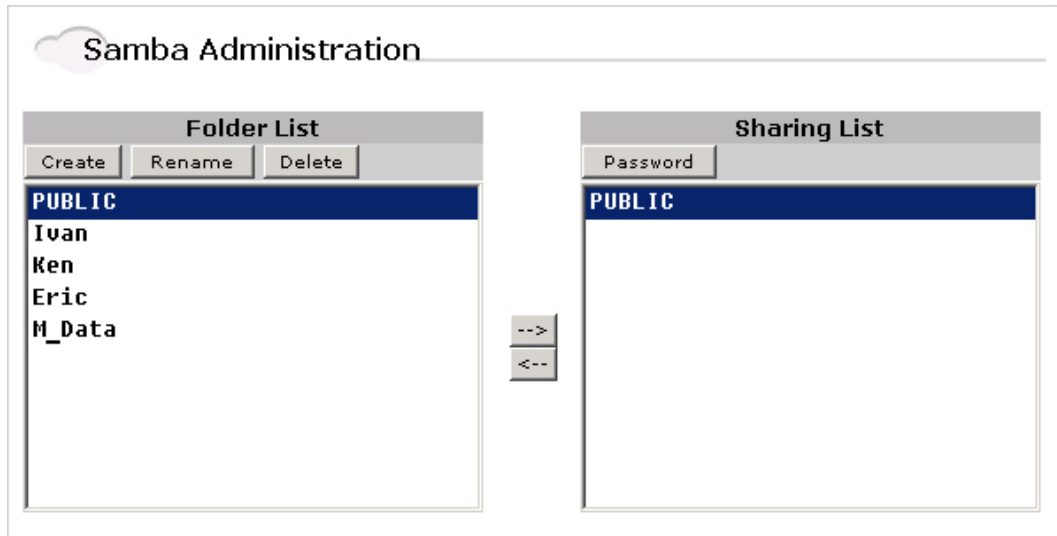 Samba Administration
Folder List
Create Rename Delete
PUBLIC
Ivan
Ken
Eric
M_Data
-->
<--
Sharing List
Password
PUBLIC